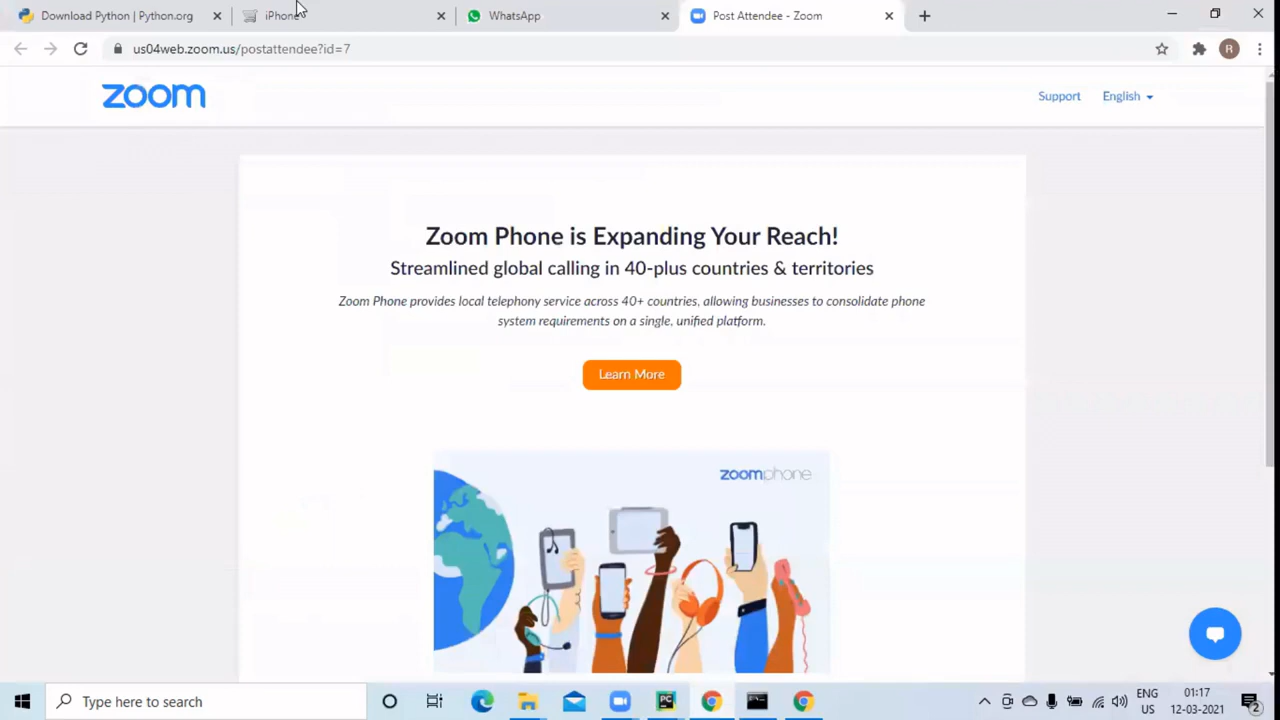 Download Python | Python.org
iPhone
WhatsApp
Post Attendee - Zoom
us04web.zoom.us/postattendee?id=7
R
zoom
Support
English
Zoom Phone is Expanding Your Reach!
Streamlined global calling in 40-plus countries & territories
Zoom Phone provides local telephony service across 40+ countries, allowing businesses to consolidate phone
system requirements on a single, unified platform.
Learn More
zoomphone
Type here to search
PC
ENG
US
01:17
12-03-2021
2